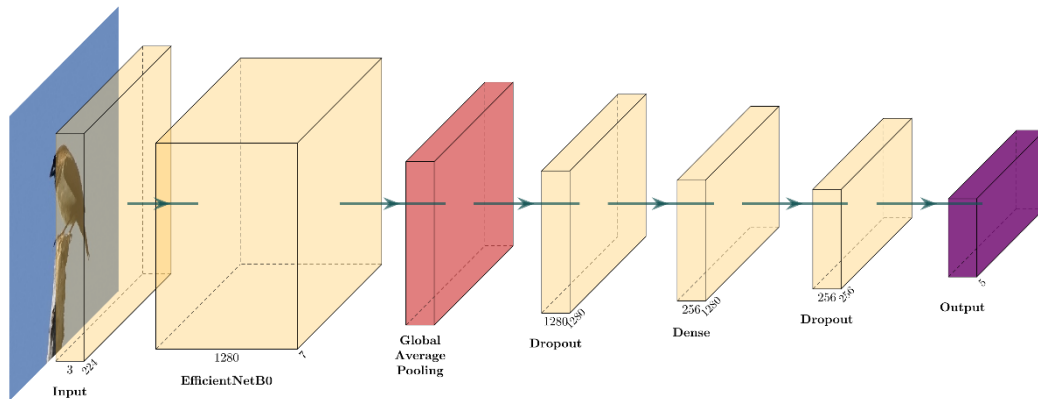 3 224
Input
1280 7
EfficientNetB0
Global
Average
Pooling
1280 1280
Dropout
256 1280
Dense
256 256
Dropout
5
Output